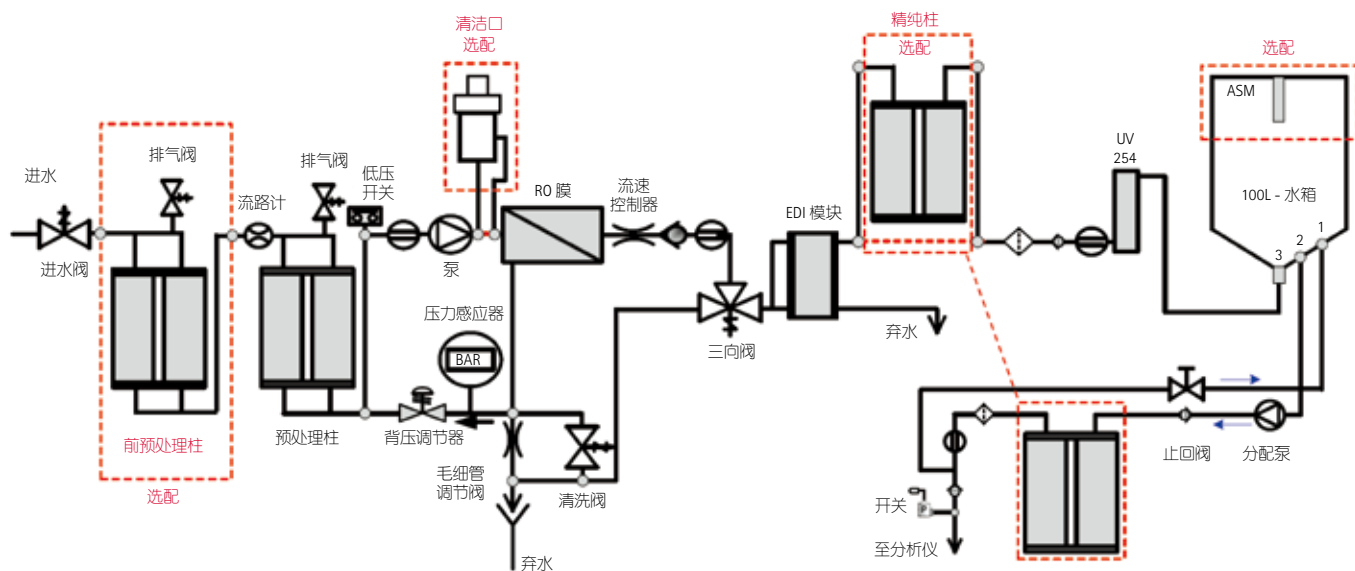 清洁口
选配
精纯柱
选配
选配
ASM
排气阀
排气阀
低压
开关
进水
流路计
RO 膜
流速
控制器
UV
254
100L - 水箱
EDI 模块
1
2
3
进水阀
泵
压力感应器
BAR
三向阀
弃水
前预处理柱
选配
预处理柱
背压调节器
毛细管
调节阀
清洗阀
弃水
止回阀
分配泵
开关
P
至分析仪